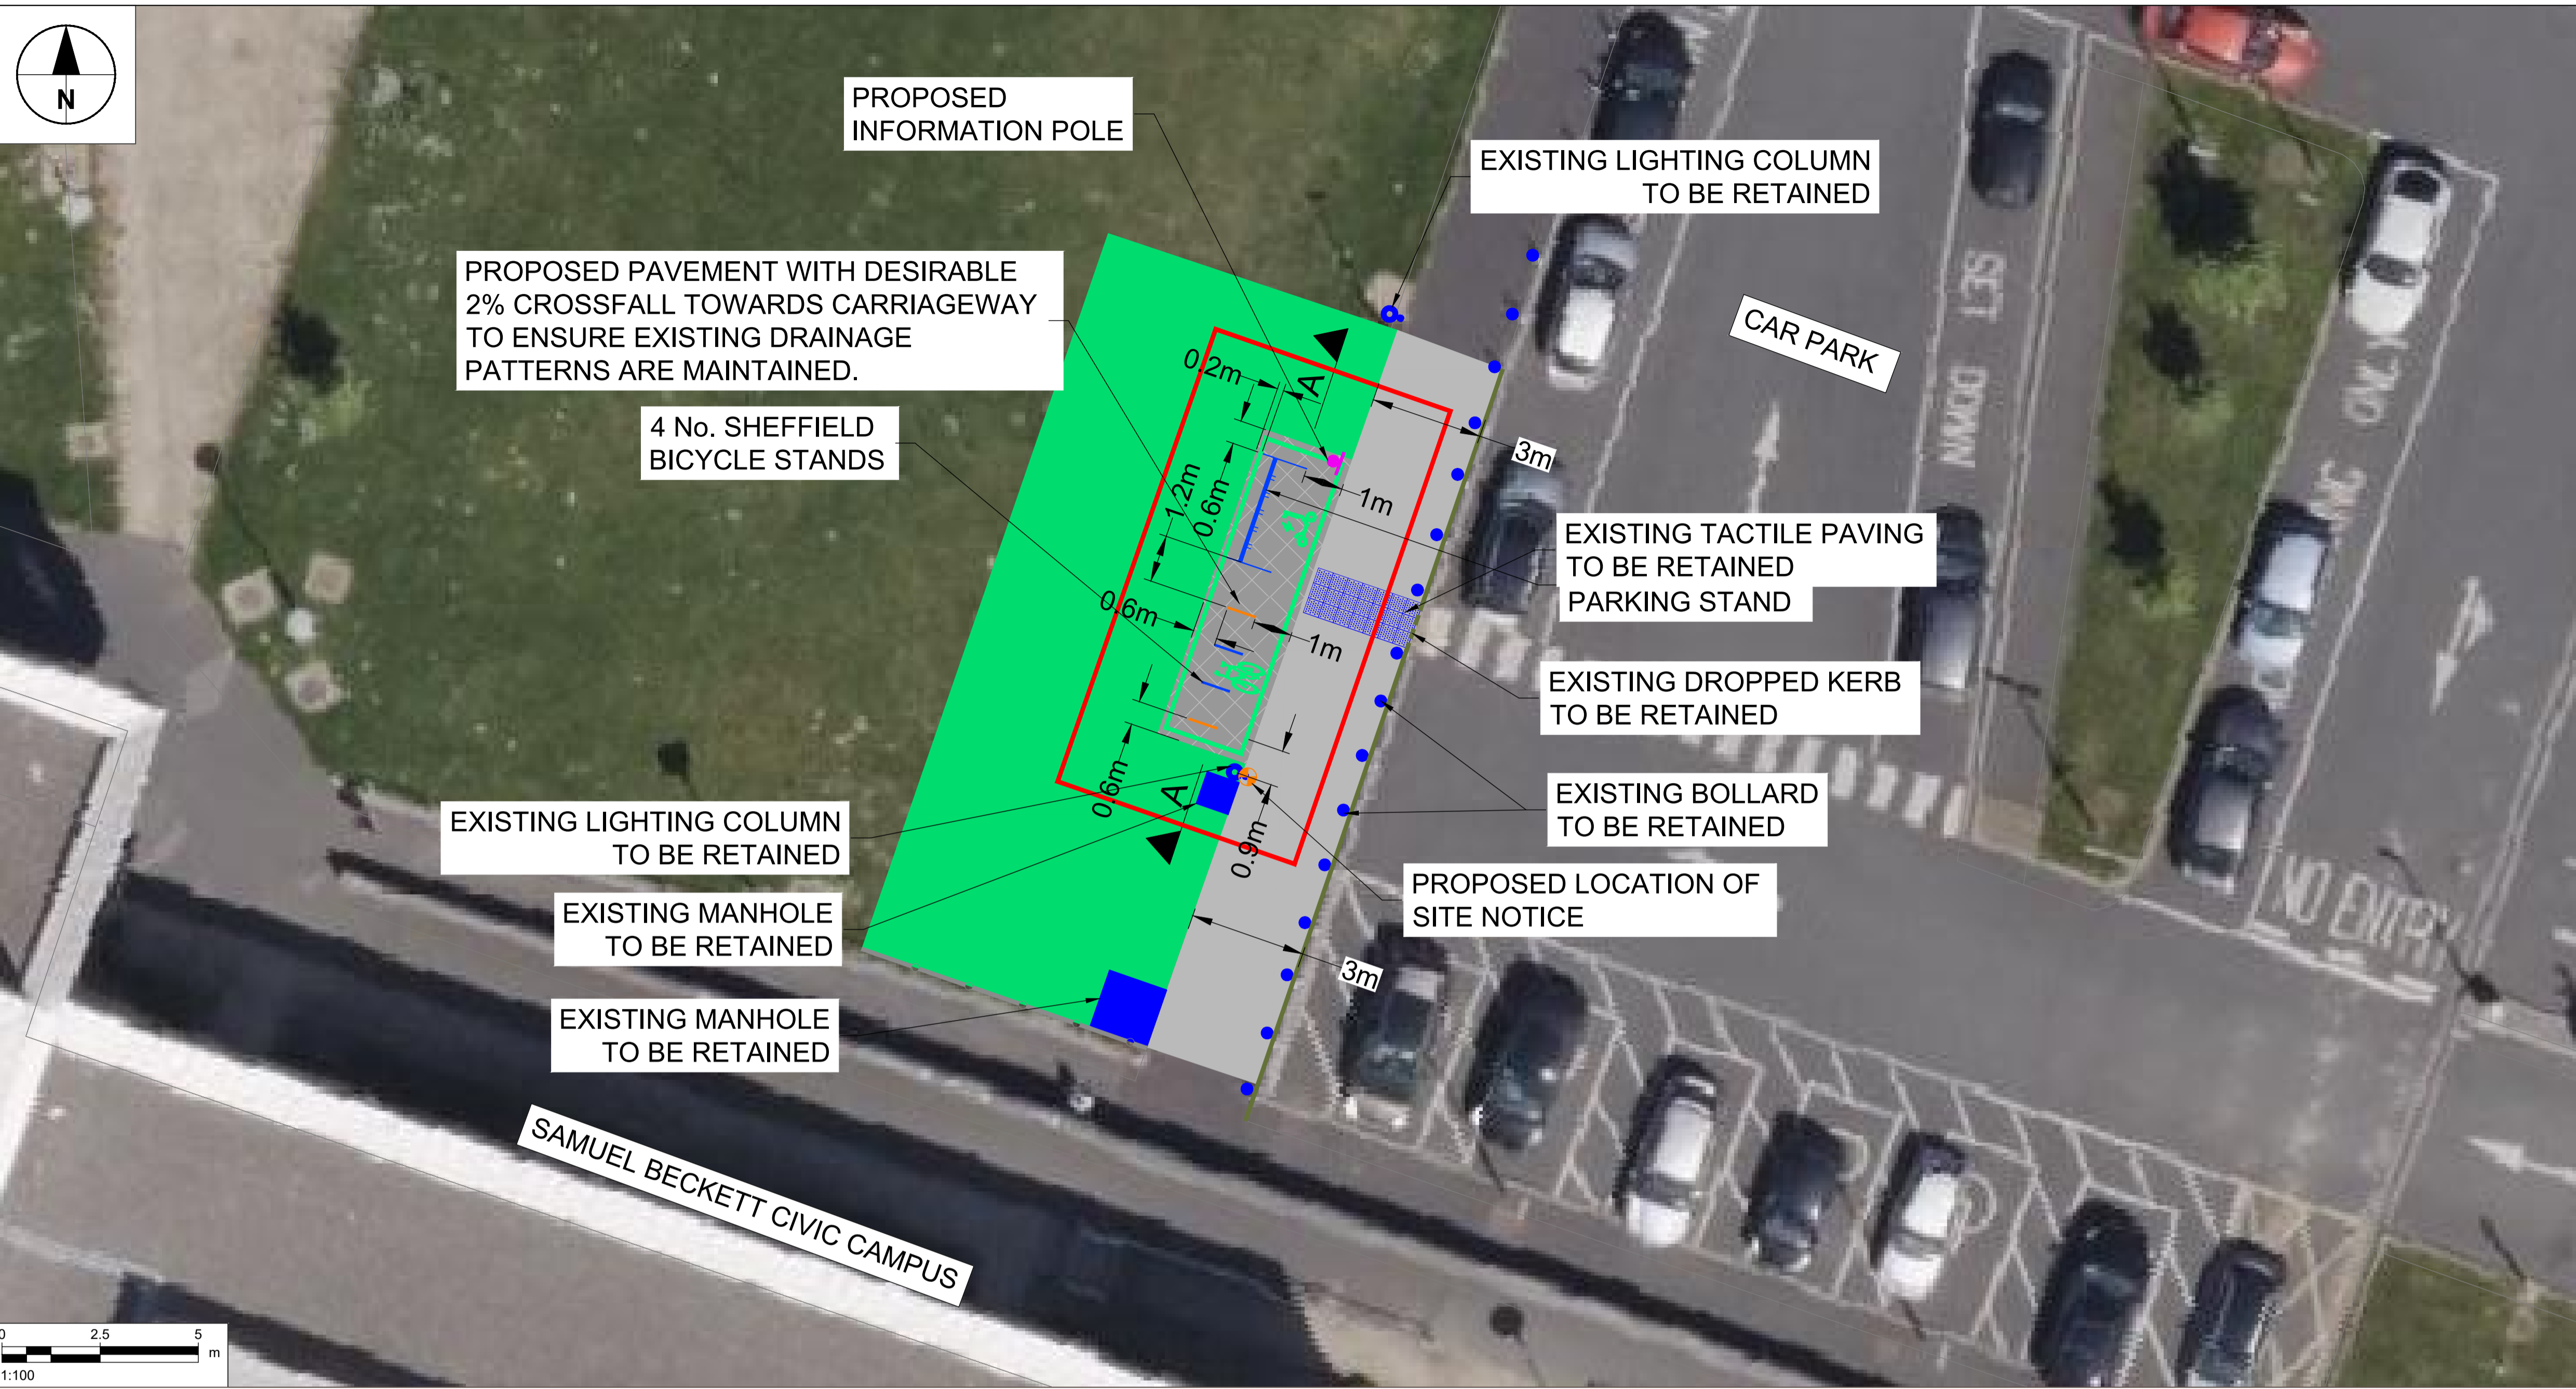 N
PROPOSED
INFORMATION POLE
EXISTING LIGHTING COLUMN
TO BE RETAINED
PROPOSED PAVEMENT WITH DESIRABLE
2% CROSSFALL TOWARDS CARRIAGEWAY
TO ENSURE EXISTING DRAINAGE
PATTERNS ARE MAINTAINED.
CAR PARK
SET
DOWN
ONLY
0.2m
A
4 No. SHEFFIELD
BICYCLE STANDS
3m
1.2m
0.6m
1m
EXISTING TACTILE PAVING
TO BE RETAINED
PARKING STAND
0.6m
1m
EXISTING DROPPED KERB
TO BE RETAINED
0.6m
A
0.9m
EXISTING BOLLARD
TO BE RETAINED
EXISTING LIGHTING COLUMN
TO BE RETAINED
PROPOSED LOCATION OF
SITE NOTICE
NO ENTRY
EXISTING MANHOLE
TO BE RETAINED
3m
EXISTING MANHOLE
TO BE RETAINED
SAMUEL BECKETT CIVIC CAMPUS
0 2.5 5
m
1:100